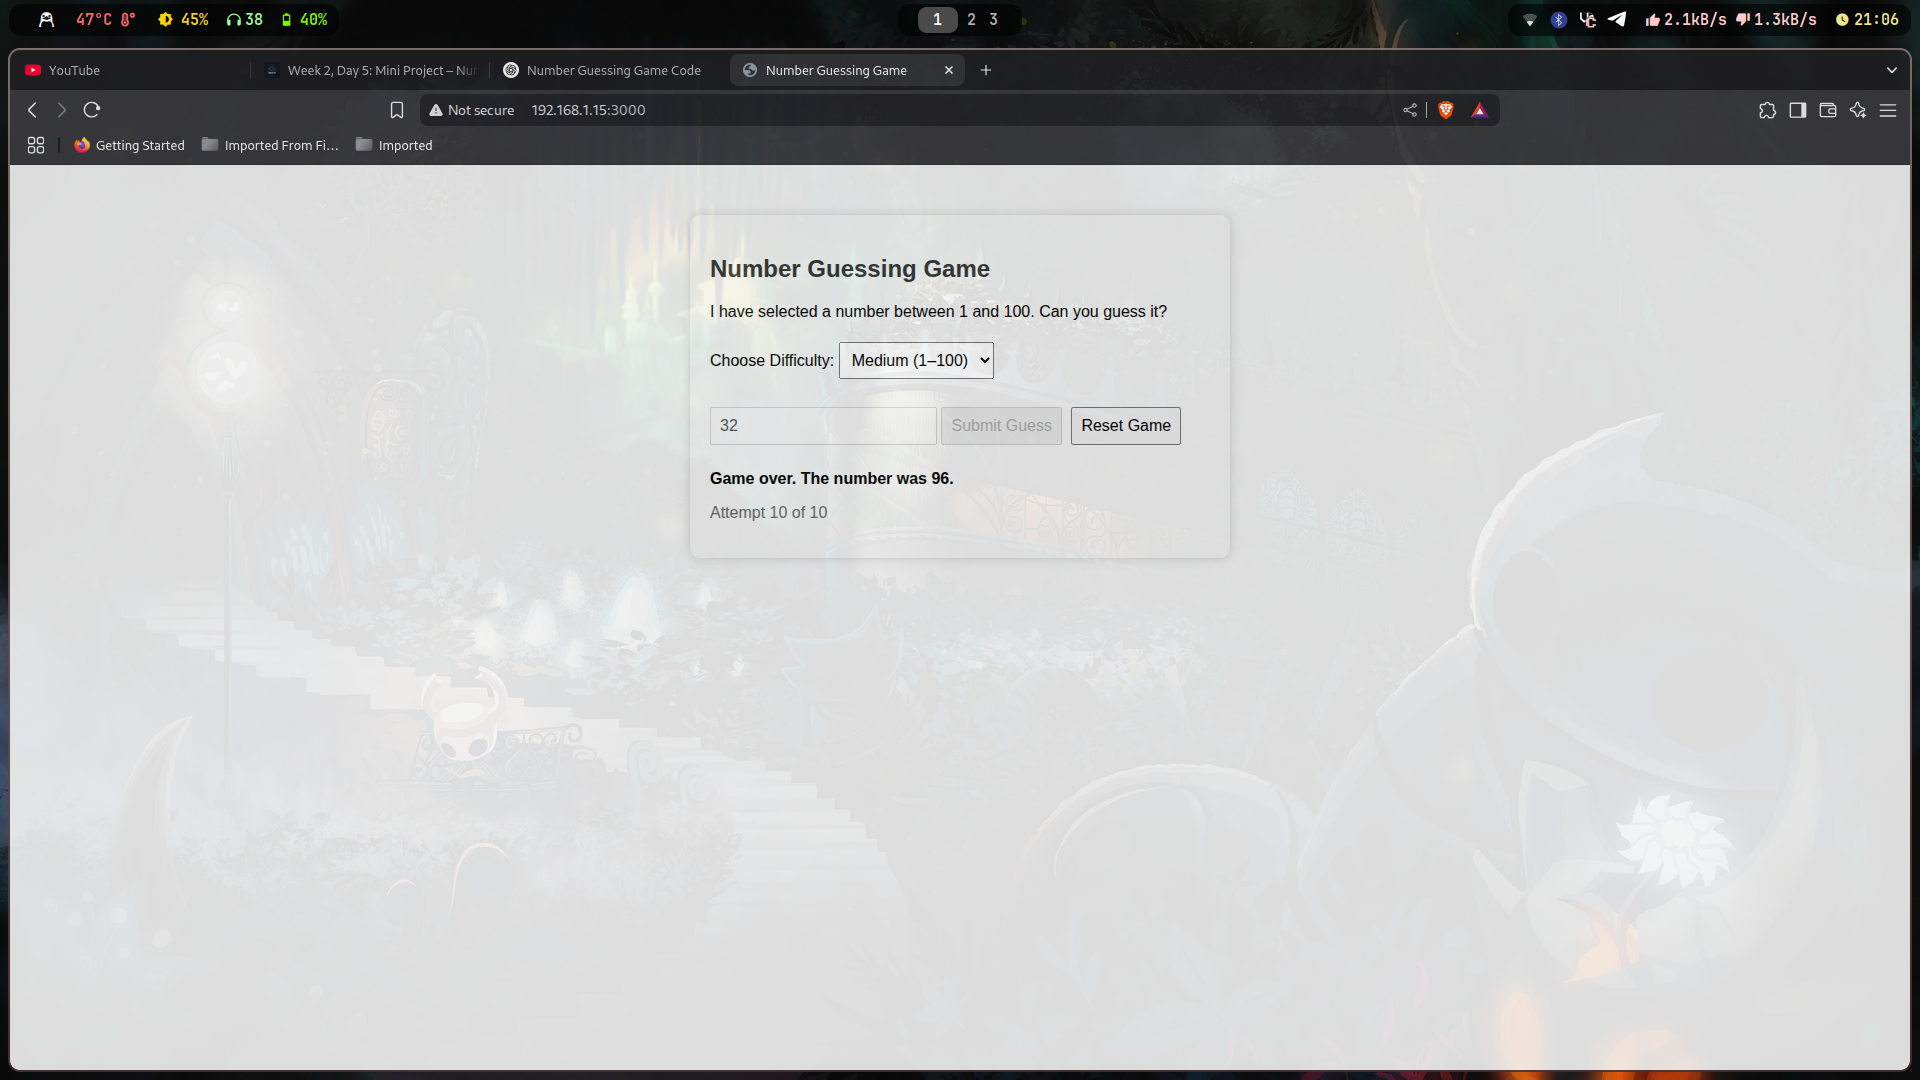 47°C 45% 38 40%
1 2 3
2.1kB/s 1.3kB/s 21:06
YouTube
Week 2, Day 5: Mini Project – Nu
Number Guessing Game Code
Number Guessing Game
Not secure 192.168.1.15:3000
Getting Started
Imported From Fi...
Imported
Number Guessing Game
I have selected a number between 1 and 100. Can you guess it?
Choose Difficulty: Medium (1–100)
32 Submit Guess Reset Game
Game over. The number was 96.
Attempt 10 of 10